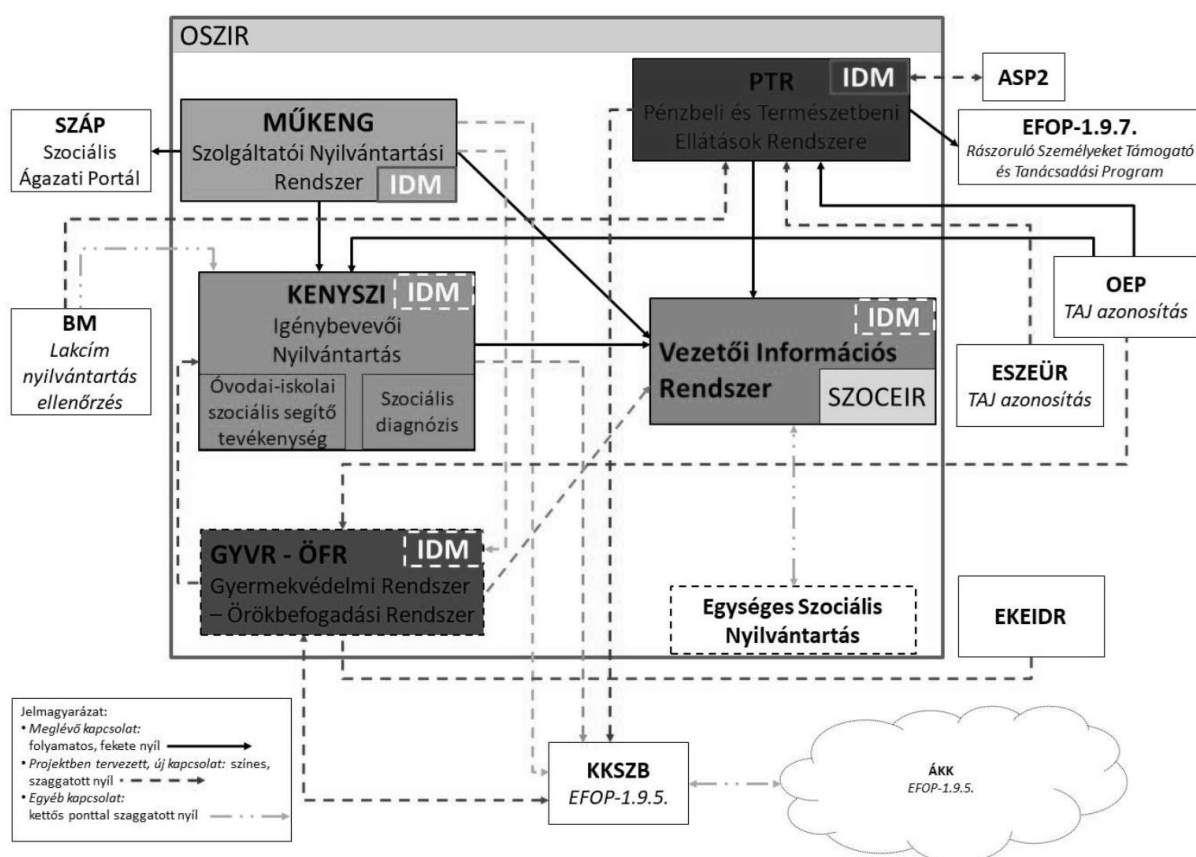 OSZIR
PTR
IDM
Pénzbeli és Természetbeni
Ellátások Rendszere
ASP2
SZÁP
Szociális
Ágazati Portál
MŰKENG
Szolgáltatói Nyilvántartási
Rendszer
IDM
EFOP-1.9.7.
Rászoruló Személyeket Támogató
és Tanácsadási Program
KENYSZI
IDM
Igénybevevői
Nyilvántartás
Óvodai-iskolai
szociális segítő
tevékenység
Szociális
diagnózis
IDM
Vezetői Információs
Rendszer
SZOCEIR
OEP
TAJ azonosítás
BM
Lakcím
nyilvántartás
ellenőrzés
ESZEÜR
TAJ azonosítás
GYVR - ÖFR
IDM
Gyermekvédelmi Rendszer
– Örökbefogadási Rendszer
Egységes Szociális
Nyilvántartás
EKEIDR
Jelmagyarázat:
• Meglévő kapcsolat:
folyamatos, fekete nyíl
• Projektben tervezett, új kapcsolat: színes,
szaggatott nyíl
• Egyéb kapcsolat:
kettős ponttal szaggatott nyíl
KKSZB
EFOP-1.9.5.
ÁKK
EFOP-1.9.5.